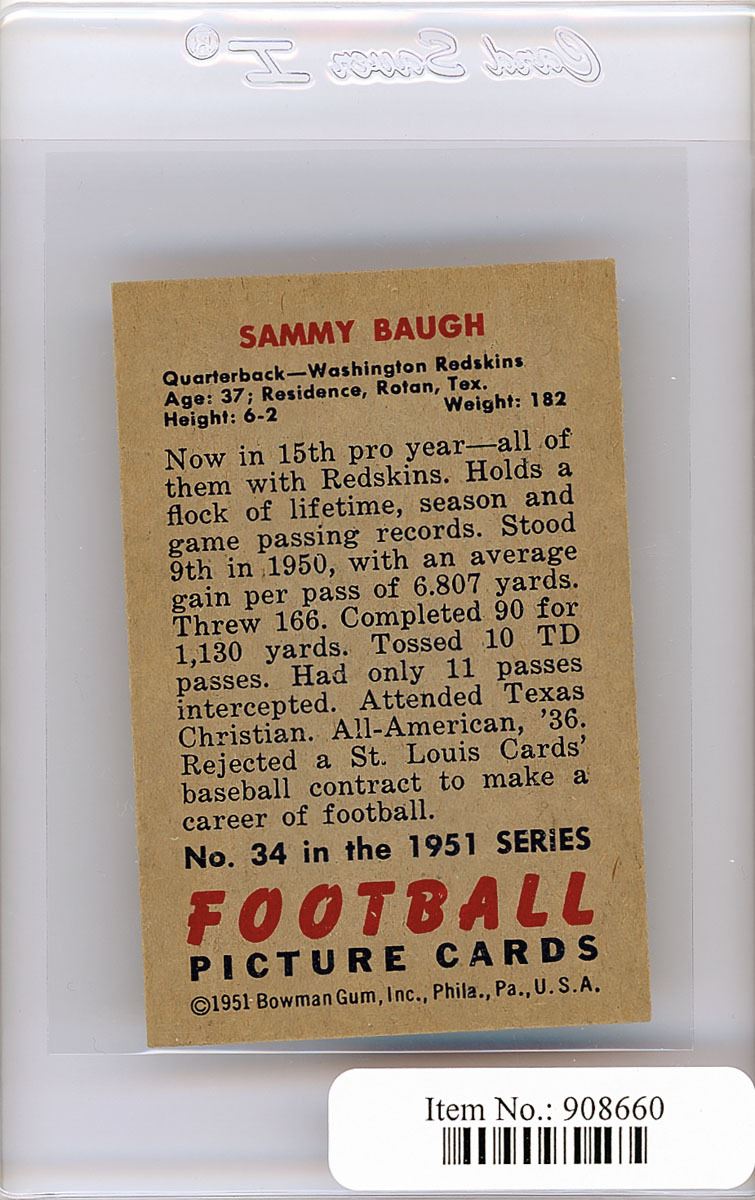 Card Saver I ®
SAMMY BAUGH
Quarterback—Washington Redskins
Age: 37; Residence, Rotan, Tex.
Height: 6-2 Weight: 182
Now in 15th pro year—all of
them with Redskins. Holds a
flock of lifetime, season and
game passing records. Stood
9th in 1950, with an average
gain per pass of 6.807 yards.
Threw 166. Completed 90 for
1,130 yards. Tossed 10 TD
passes. Had only 11 passes
intercepted. Attended Texas
Christian. All-American, '36.
Rejected a St. Louis Cards'
baseball contract to make a
career of football.
No. 34 in the 1951 SERIES
FOOTBALL
PICTURE CARDS
©1951 Bowman Gum, Inc., Phila., Pa., U.S.A.
Item No.: 908660